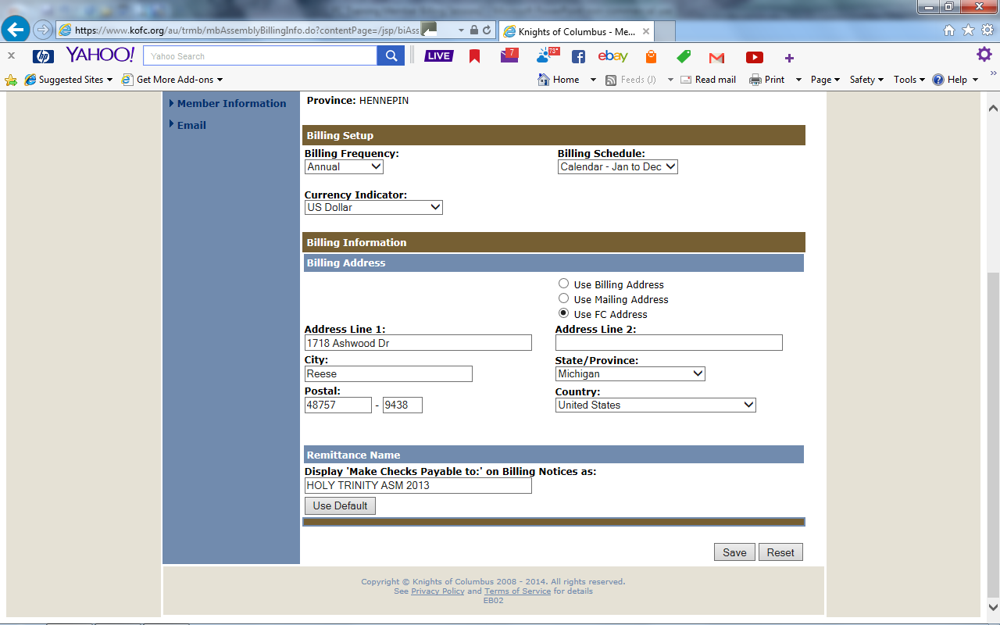 https://www.kofc.org/au/trmb/mbAssemblyBillingInfo.do?contentPage=/jsp/biAss
Knights of Columbus - Me...
hp YAHOO! Yahoo Search LIVE 7 73° ebay
Suggested Sites Get More Add-ons Home Feeds (J) Read mail Print Page Safety Tools Help
Member Information
Email
Province: HENNEPIN
Billing Setup
Billing Frequency: Billing Schedule:
Annual Calendar - Jan to Dec
Currency Indicator:
US Dollar
Billing Information
Billing Address
Use Billing Address
Use Mailing Address
Use FC Address
Address Line 1: Address Line 2:
1718 Ashwood Dr
City: State/Province:
Reese Michigan
Postal: Country:
48757 - 9438 United States
Remittance Name
Display 'Make Checks Payable to:' on Billing Notices as:
HOLY TRINITY ASM 2013
Use Default
Save Reset
Copyright © Knights of Columbus 2008 - 2014. All rights reserved.
See Privacy Policy and Terms of Service for details
EB02